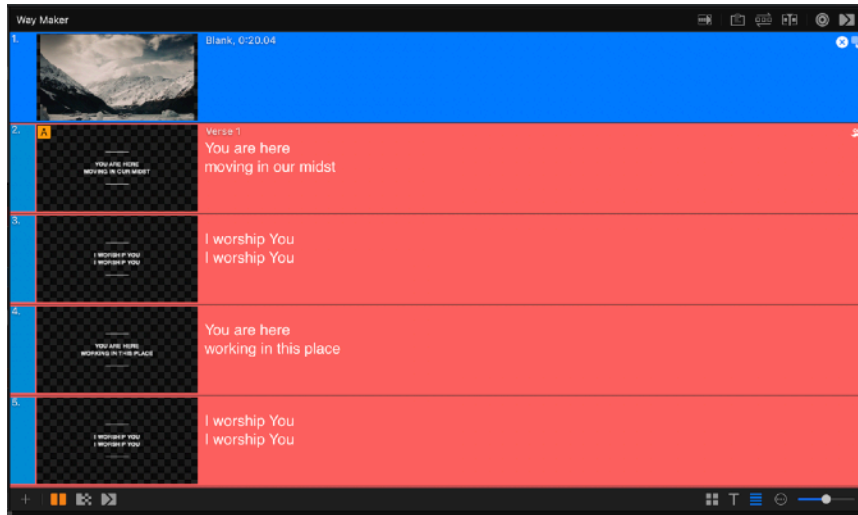 Way Maker
1.
Blank, 0:20.04
2.
A
YOU ARE HERE
MOVING IN OUR MIDST
Verse 1
You are here
moving in our midst
3.
I WORSHIP YOU
I WORSHIP YOU
I worship You
I worship You
4.
YOU ARE HERE
WORKING IN THIS PLACE
You are here
working in this place
5.
I WORSHIP YOU
I WORSHIP YOU
I worship You
I worship You